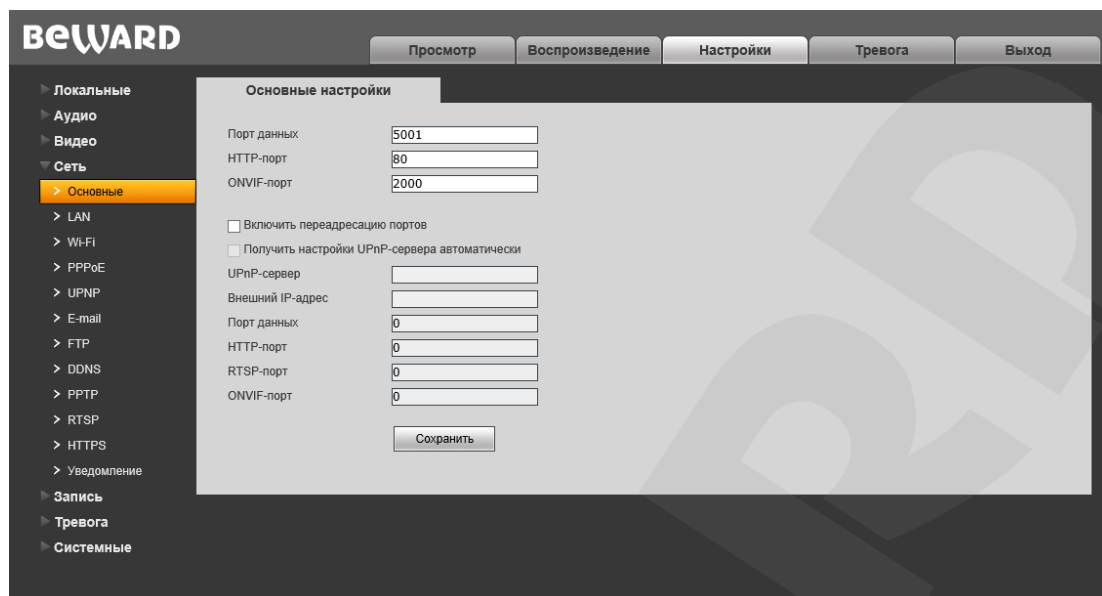 BEWARD
Просмотр Воспроизведение Настройки Тревога Выход
Локальные
Аудио
Видео
Сеть
> Основные
> LAN
> Wi-Fi
> PPPoE
> UPNP
> E-mail
> FTP
> DDNS
> PPTP
> RTSP
> HTTPS
> Уведомление
Запись
Тревога
Системные
Основные настройки
Порт данных 5001
HTTP-порт 80
ONVIF-порт 2000
Включить переадресацию портов
Получить настройки UPnP-сервера автоматически
UPnP-сервер
Внешний IP-адрес
Порт данных 0
HTTP-порт 0
RTSP-порт 0
ONVIF-порт 0
Сохранить